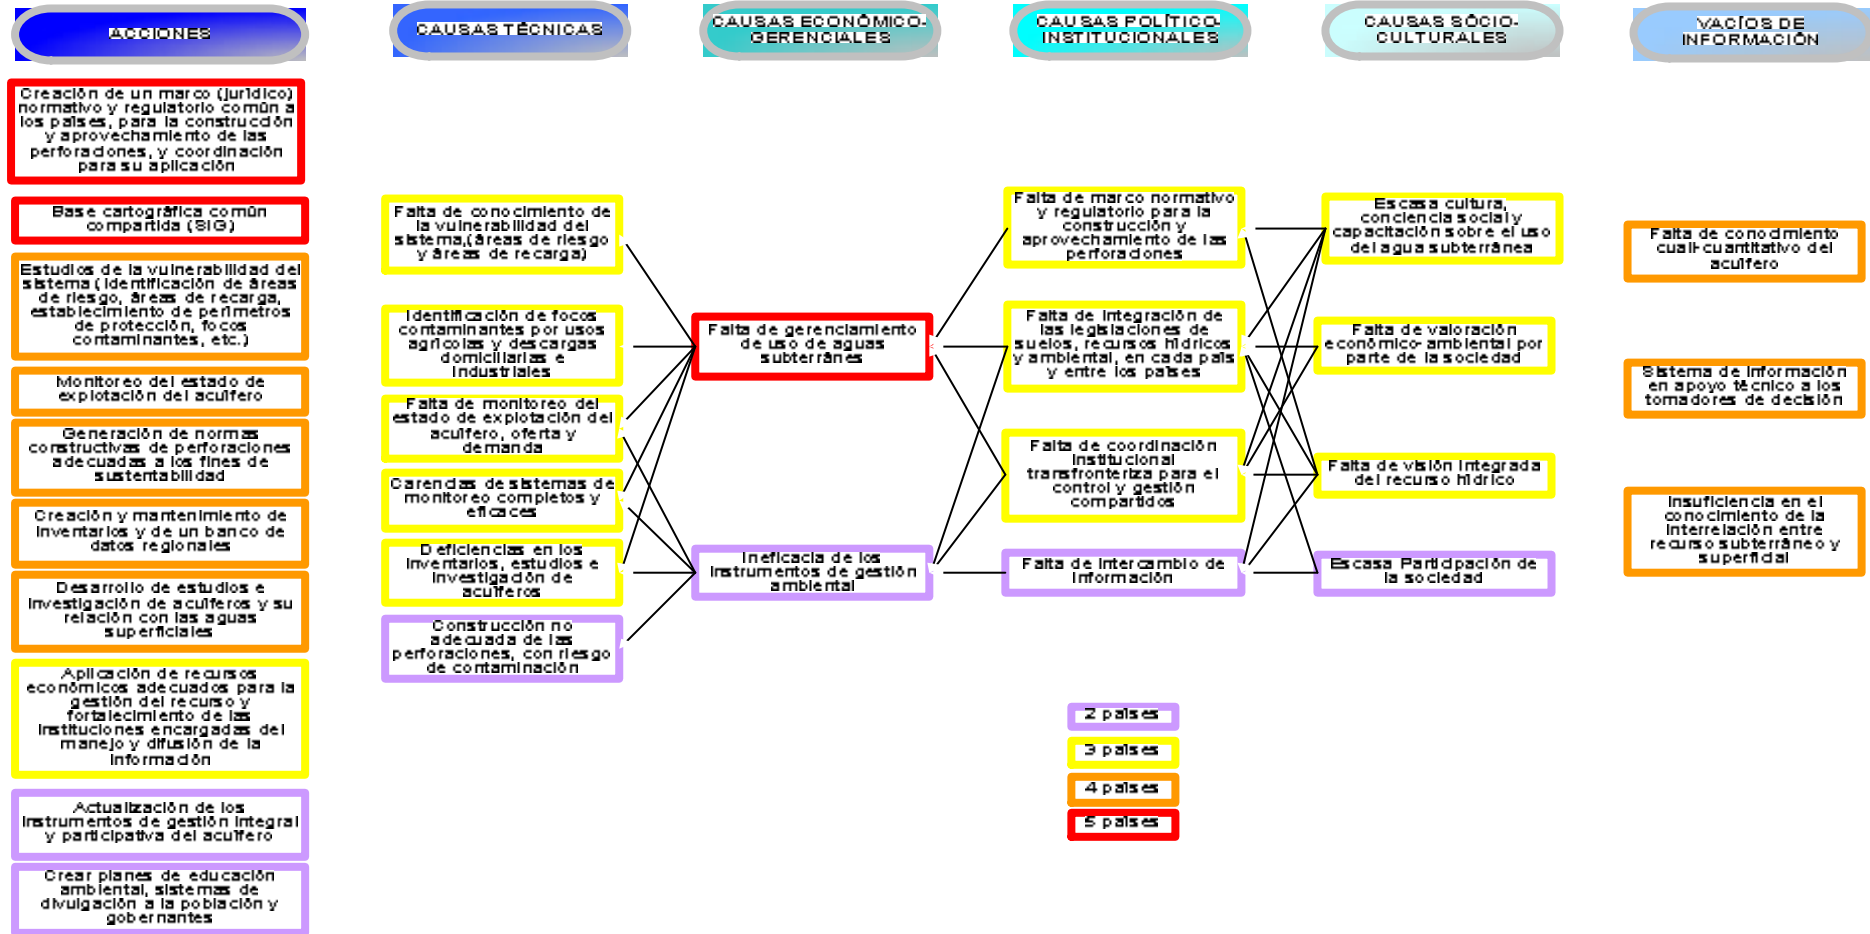 ACCIONES
CAUSAS TÉCNICAS
CAUSAS ECONÓMICO-
GERENCIALES
CAUSAS POLÍTICO-
INSTITUCIONALES
CAUSAS SÓCIO-
CULTURALES
VACÍOS DE
INFORMACIÓN
Creación de un marco (jurídico)
normativo y regulatorio común a
los países, para la construcción
y aprovechamiento de las
perforaciones, y coordinación
para su aplicación
Base cartográfica común
compartida (SIG)
Estudios de la vulnerabilidad del
sistema ( identificación de áreas
de riesgo, áreas de recarga,
establecimiento de perímetros
de protección, focos
contaminantes, etc.)
Monitoreo del estado de
explotación del acuífero
Generación de normas
constructivas de perforaciones
adecuadas a los fines de
sustentabilidad
Creación y mantenimiento de
inventarios y de un banco de
datos regionales
Desarrollo de estudios e
investigación de acuíferos y su
relación con las aguas
superficiales
Aplicación de recursos
económicos adecuados para la
gestión del recurso y
fortalecimiento de las
instituciones encargadas del
manejo y difusión de la
información
Actualización de los
instrumentos de gestión integral
y participativa del acuífero
Crear planes de educación
ambiental, sistemas de
divulgación a la población y
gobernantes
Falta de conocimiento de
la vulnerabilidad del
sistema,(áreas de riesgo
y áreas de recarga)
Identificación de focos
contaminantes por usos
agrícolas y descargas
domiciliarias e
industriales
Falta de monitoreo del
estado de explotación del
acuífero, oferta y
demanda
Carencias de sistemas de
monitoreo completos y
eficaces
Deficiencias en los
inventarios, estudios e
investigación de
acuíferos
Construcción no
adecuada de las
perforaciones, con riesgo
de contaminación
Falta de gerenciamiento
de uso de aguas
subterránes
Ineficacia de los
instrumentos de gestión
ambiental
Falta de marco normativo
y regulatorio para la
construcción y
aprovechamiento de las
perforaciones
Falta de integración de
las legislaciones de
suelos, recursos hídricos
y ambiental, en cada país
y entre los países
Falta de coordinación
institucional
transfronteriza para el
control y gestión
compartidos
Falta de intercambio de
información
Escasa cultura,
conciencia social y
capacitación sobre el uso
del agua subterránea
Falta de valoración
económico-ambiental por
parte de la sociedad
Falta de visión integrada
del recurso hídrico
Escasa Participación de
la sociedad
Falta de conocimiento
cuali-cuantitativo del
acuífero
Sistema de información
en apoyo técnico a los
tomadores de decisión
Insuficiencia en el
conocimiento de la
interrelación entre
recurso subterráneo y
superficial
2 países
3 países
4 países
5 países